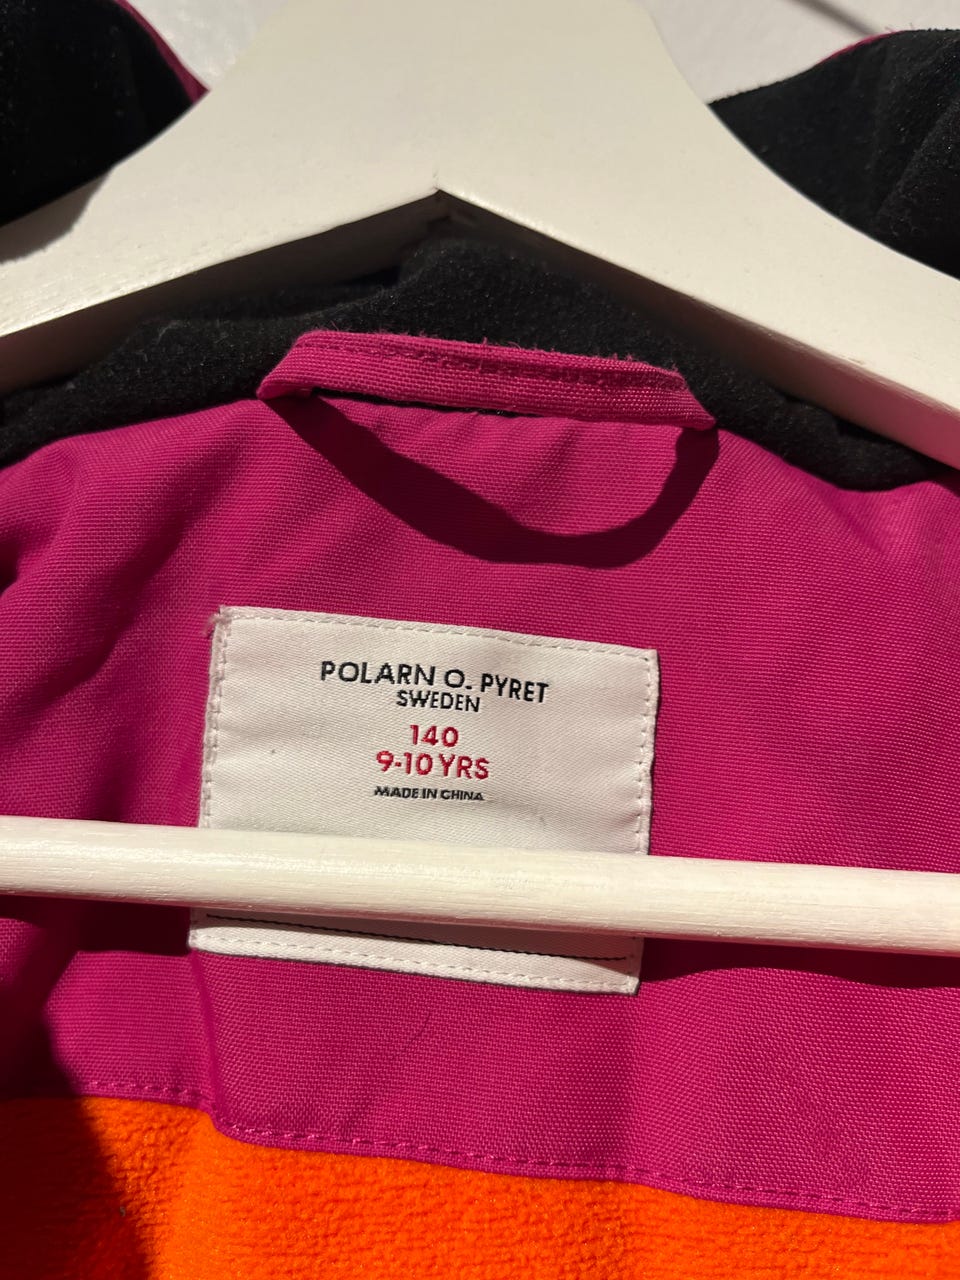 POLARN O. PYRET
SWEDEN
140
9-10 YRS
MADE IN CHINA